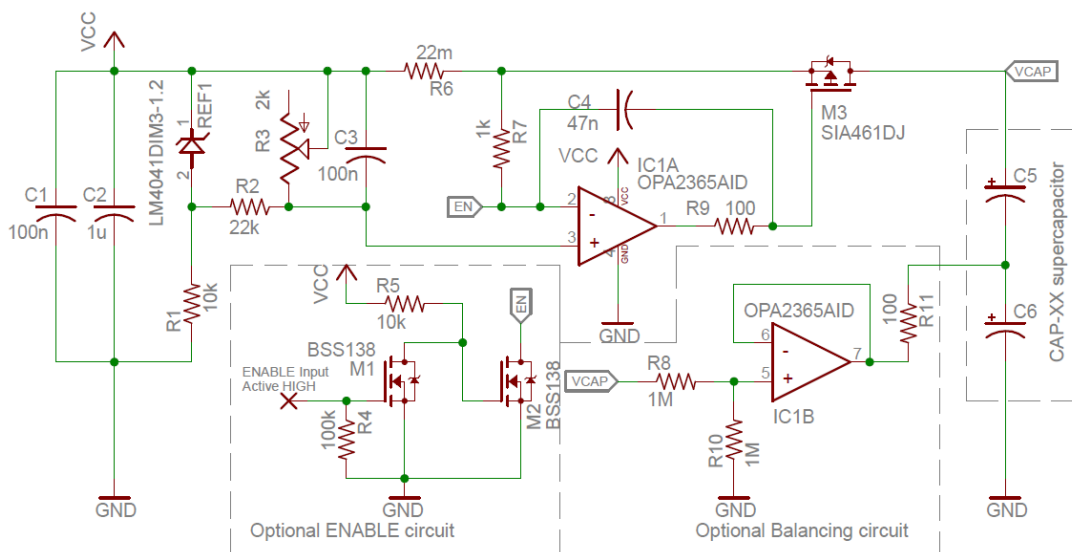 VCC
22m
R6
VCAP
C4
47n
M3
SIA461DJ
1
REF1
2
LM4041DIM3-1.2
2k
R3
C3
100n
1k
R7
VCC
IC1A
OPA2365AID
C1
100n
C2
1u
R2
22k
EN
2
-
3
+
8
VCC
4
GND
1
R9
100
C5
+
C6
+
CAP-XX supercapacitor
R1
10k
VCC
R5
10k
EN
GND
OPA2365AID
6
-
5
+
7
IC1B
100
R11
BSS138
M1
ENABLE Input
Active HIGH
100k
R4
M2
BSS138
VCAP
R8
1M
R10
1M
GND
GND
GND
GND
Optional ENABLE circuit
Optional Balancing circuit